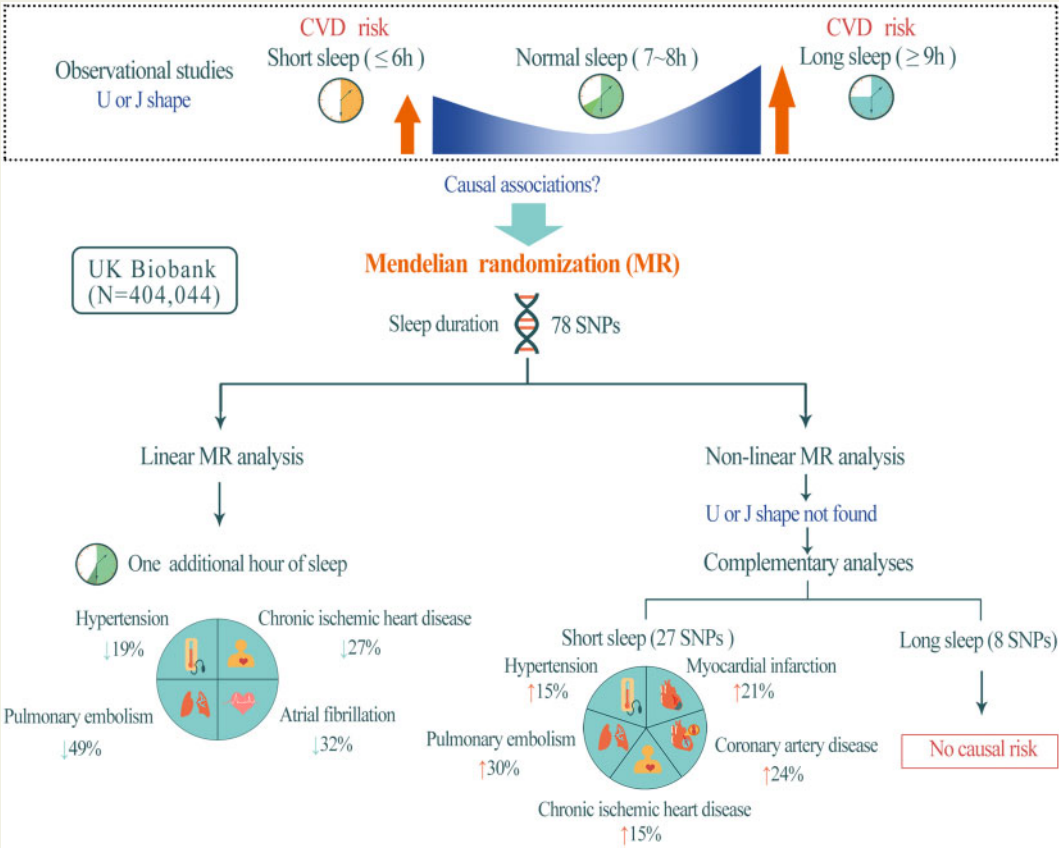 CVD risk
Short sleep ( ≤ 6h )
Normal sleep ( 7~8h )
CVD risk
Long sleep ( ≥ 9h )
Observational studies
U or J shape
Causal associations?
Mendelian randomization (MR)
UK Biobank
(N=404,044)
Sleep duration
78 SNPs
Linear MR analysis
Non-linear MR analysis
U or J shape not found
Complementary analyses
One additional hour of sleep
Hypertension
↓19%
Chronic ischemic heart disease
↓27%
Pulmonary embolism
↓49%
Atrial fibrillation
↓32%
Short sleep (27 SNPs )
Hypertension
↑15%
Myocardial infarction
↑21%
Pulmonary embolism
↑30%
Coronary artery disease
↑24%
Chronic ischemic heart disease
↑15%
Long sleep (8 SNPs)
No causal risk